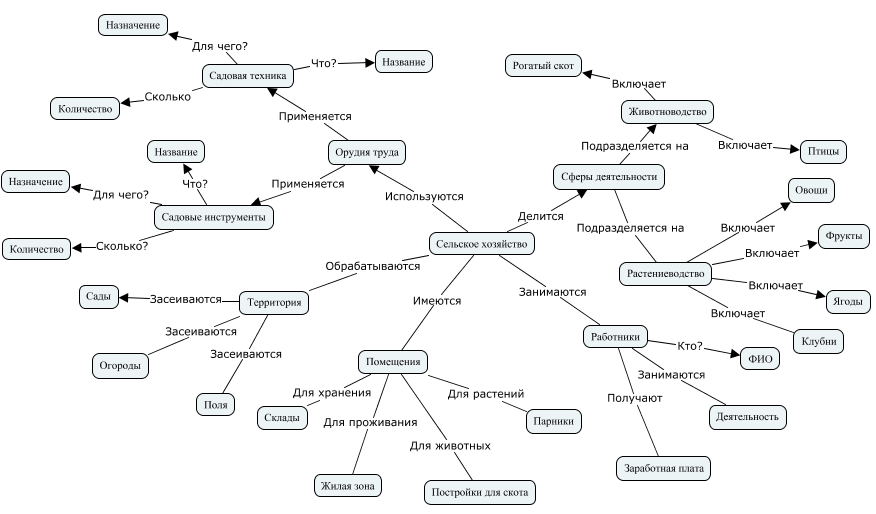 Назначение
Для чего?
Садовая техника
Что?
Название
Сколько
Количество
Применяется
Орудия труда
Название
Что?
Назначение
Для чего?
Применяется
Садовые инструменты
Сколько?
Количество
Используются
Рогатый скот
Включает
Животноводство
Включает
Птицы
Подразделяется на
Сферы деятельности
Делится
Подразделяется на
Овощи
Включает
Фрукты
Включает
Растениеводство
Включает
Ягоды
Включает
Клубни
Сельское хозяйство
Обрабатываются
Территория
Засеиваются
Сады
Засеиваются
Огороды
Засеиваются
Поля
Имеются
Помещения
Для хранения
Склады
Для проживания
Жилая зона
Для животных
Постройки для скота
Для растений
Парники
Занимаются
Работники
Кто?
ФИО
Занимаются
Деятельность
Получают
Заработная плата